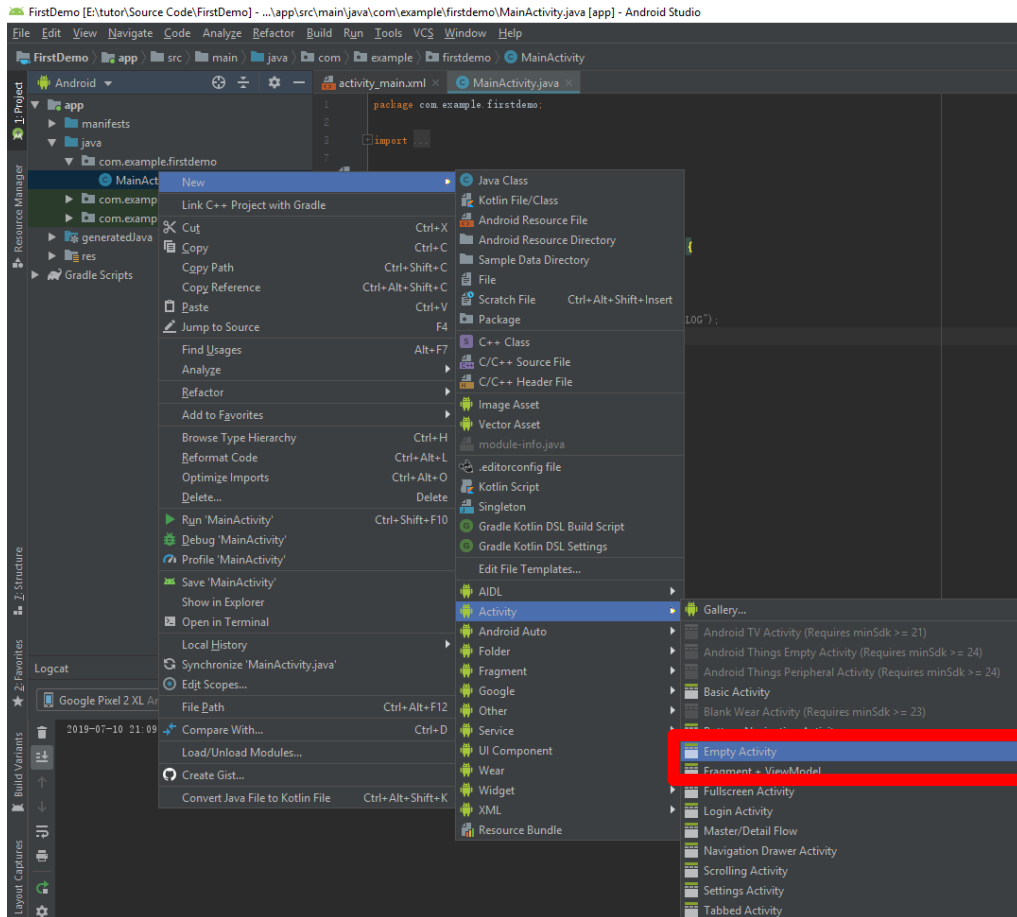 FirstDemo [E:\tutor\Source Code\FirstDemo] - ...\app\src\main\java\com\example\firstdemo\MainActivity.java [app] - Android Studio
File Edit View Navigate Code Analyze Refactor Build Run Tools VCS Window Help
FirstDemo app src main java com example firstdemo MainActivity
Android
activity_main.xml MainActivity.java
1: Project
Resource Manager
Z: Structure
2: Favorites
Build Variants
Layout Captures
app
manifests
java
com.example.firstdemo
MainAct
com.examp
com.examp
generatedJava
res
Gradle Scripts
1 package com.example.firstdemo;
2
3 import ...
7
{
LOG");
New
Link C++ Project with Gradle
Cut Ctrl+X
Copy Ctrl+C
Copy Path Ctrl+Shift+C
Copy Reference Ctrl+Alt+Shift+C
Paste Ctrl+V
Jump to Source F4
Find Usages Alt+F7
Analyze
Refactor
Add to Favorites
Browse Type Hierarchy Ctrl+H
Reformat Code Ctrl+Alt+L
Optimize Imports Ctrl+Alt+O
Delete... Delete
Run 'MainActivity' Ctrl+Shift+F10
Debug 'MainActivity'
Profile 'MainActivity'
Save 'MainActivity'
Show in Explorer
Open in Terminal
Local History
Synchronize 'MainActivity.java'
Edit Scopes...
File Path Ctrl+Alt+F12
Compare With... Ctrl+D
Load/Unload Modules...
Create Gist...
Convert Java File to Kotlin File Ctrl+Alt+Shift+K
Java Class
Kotlin File/Class
Android Resource File
Android Resource Directory
Sample Data Directory
File
Scratch File Ctrl+Alt+Shift+Insert
Package
C++ Class
C/C++ Source File
C/C++ Header File
Image Asset
Vector Asset
module-info.java
.editorconfig file
Kotlin Script
Singleton
Gradle Kotlin DSL Build Script
Gradle Kotlin DSL Settings
Edit File Templates...
AIDL
Activity
Android Auto
Folder
Fragment
Google
Other
Service
UI Component
Wear
Widget
XML
Resource Bundle
Gallery...
Android TV Activity (Requires minSdk >= 21)
Android Things Empty Activity (Requires minSdk >= 24)
Android Things Peripheral Activity (Requires minSdk >= 24)
Basic Activity
Blank Wear Activity (Requires minSdk >= 23)
Empty Activity
Fragment + ViewModel
Fullscreen Activity
Login Activity
Master/Detail Flow
Navigation Drawer Activity
Scrolling Activity
Settings Activity
Tabbed Activity
Logcat
Google Pixel 2 XL An
2019-07-10 21:09